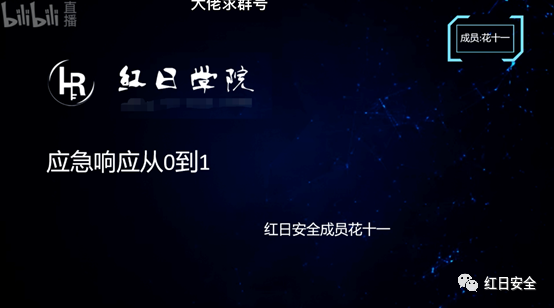 大佬求群号
bilibili 直播
成员:花十一
HR 红日学院
应急响应从0到1
红日安全成员花十一
红日安全